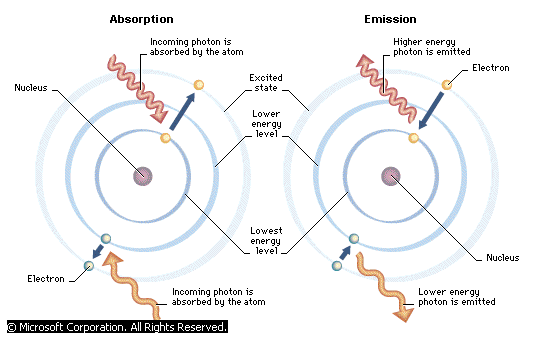 Absorption
Emission
Incoming photon is
absorbed by the atom
Higher energy
photon is emitted
Nucleus
Excited
state
Electron
Lower
energy
level
Lowest
energy
level
Nucleus
Electron
Incoming photon is
absorbed by the atom
Lower energy
photon is emitted
© Microsoft Corporation. All Rights Reserved.